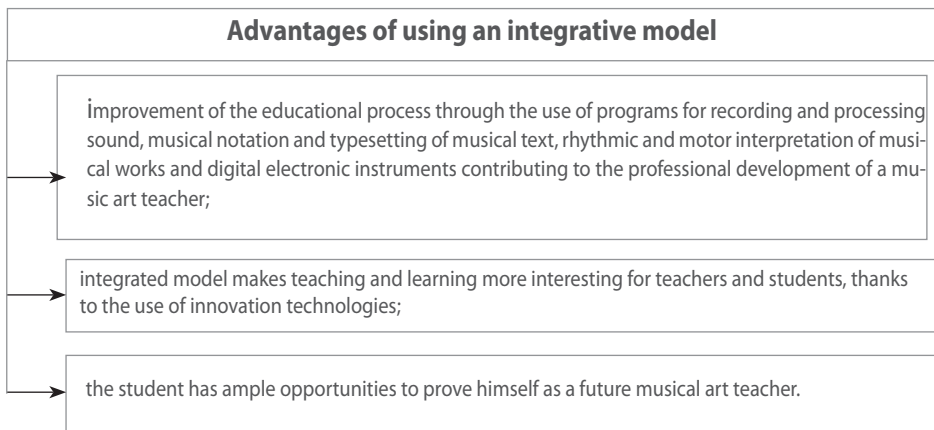 Advantages of using an integrative model
improvement of the educational process through the use of programs for recording and processing
sound, musical notation and typesetting of musical text, rhythmic and motor interpretation of musi-
cal works and digital electronic instruments contributing to the professional development of a mu-
sic art teacher;
integrated model makes teaching and learning more interesting for teachers and students, thanks
to the use of innovation technologies;
the student has ample opportunities to prove himself as a future musical art teacher.